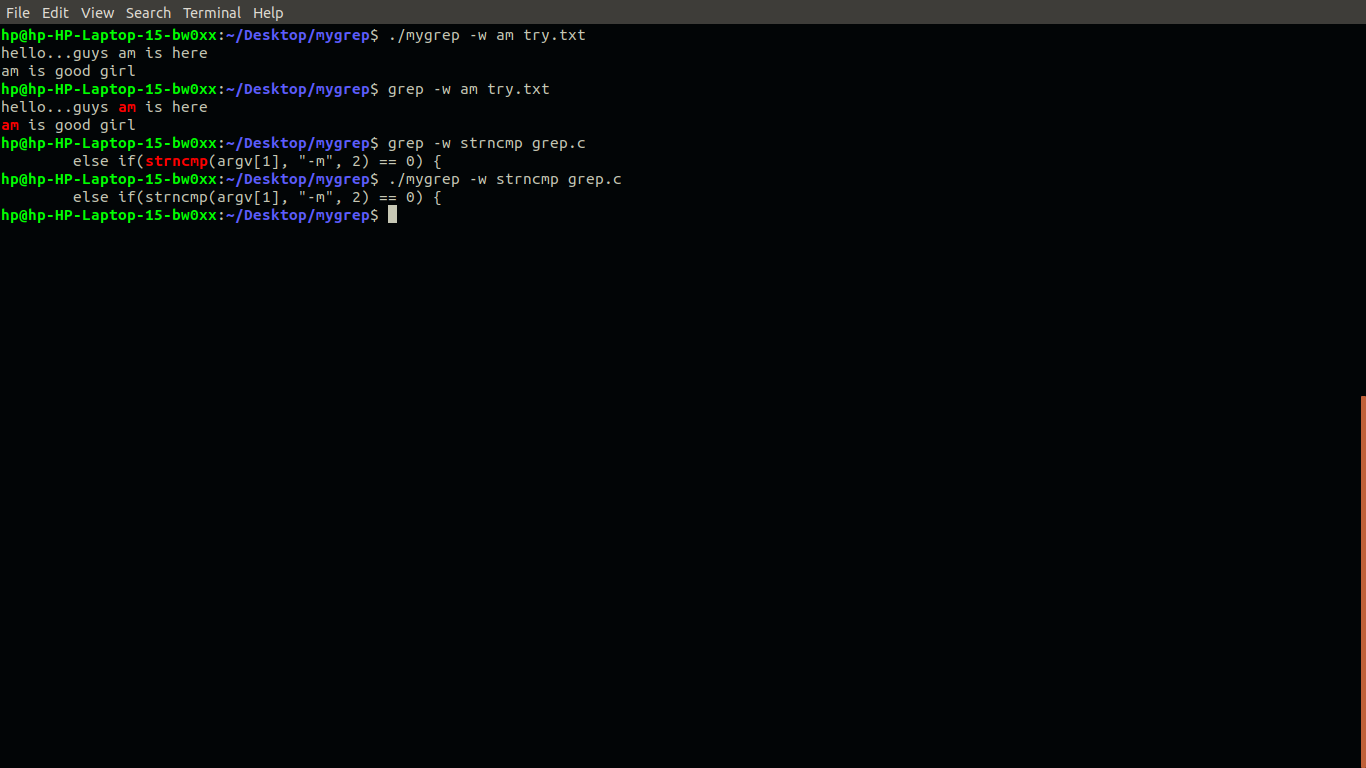 File Edit View Search Terminal Help
hp@hp-HP-Laptop-15-bw0xx:~/Desktop/mygrep$ ./mygrep -w am try.txt
hello...guys am is here
am is good girl
hp@hp-HP-Laptop-15-bw0xx:~/Desktop/mygrep$ grep -w am try.txt
hello...guys am is here
am is good girl
hp@hp-HP-Laptop-15-bw0xx:~/Desktop/mygrep$ grep -w strncmp grep.c
        else if(strncmp(argv[1], "-m", 2) == 0) {
hp@hp-HP-Laptop-15-bw0xx:~/Desktop/mygrep$ ./mygrep -w strncmp grep.c
        else if(strncmp(argv[1], "-m", 2) == 0) {
hp@hp-HP-Laptop-15-bw0xx:~/Desktop/mygrep$